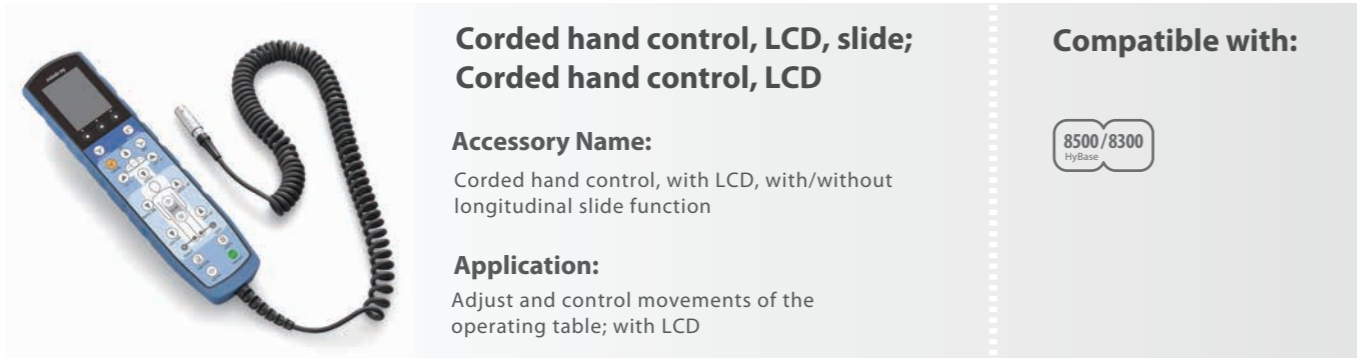 Corded hand control, LCD, slide;
Corded hand control, LCD
Accessory Name:
Corded hand control, with LCD, with/without
longitudinal slide function
Application:
Adjust and control movements of the
operating table; with LCD
Compatible with:
8500/8300
HyBase